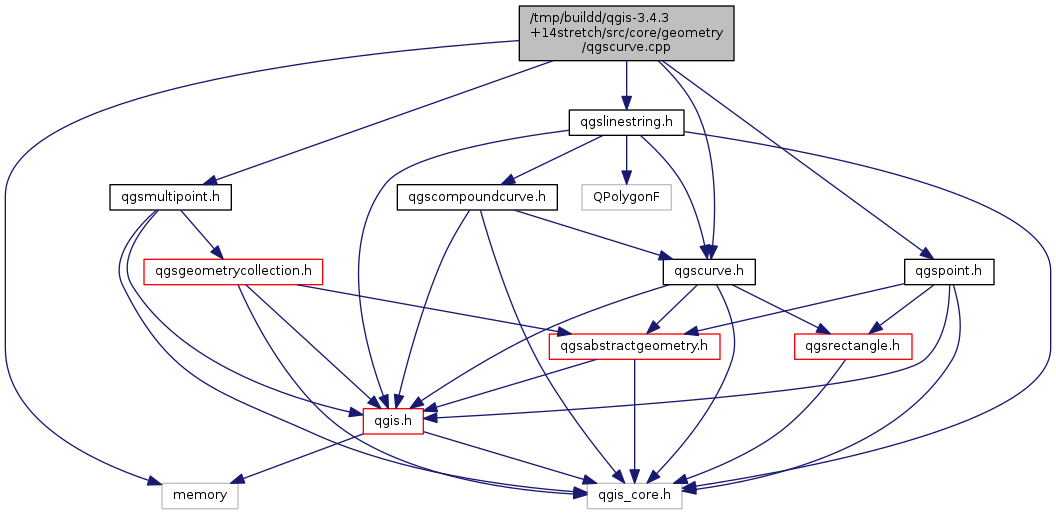 /tmp/buildd/qgis-3.4.3
+14stretch/src/core/geometry
/qgscurve.cpp
qgslinestring.h
qgsmultipoint.h
qgscompoundcurve.h
QPolygonF
qgsgeometrycollection.h
qgscurve.h
qgspoint.h
qgsabstractgeometry.h
qgsrectangle.h
qgis.h
memory
qgis_core.h